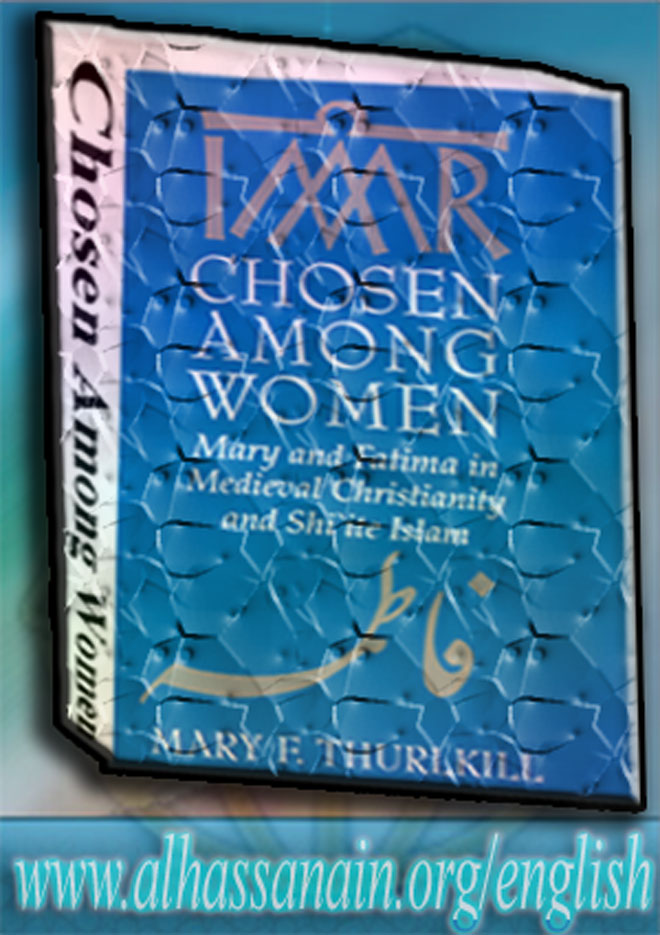 Chosen Among Women
CHOSEN
AMONG
WOMEN
Mary and Fatima in
Medieval Christianity
and Shi'ite Islam
فاطمه
MARY F. THURLKILL
www.alhassanain.org/english